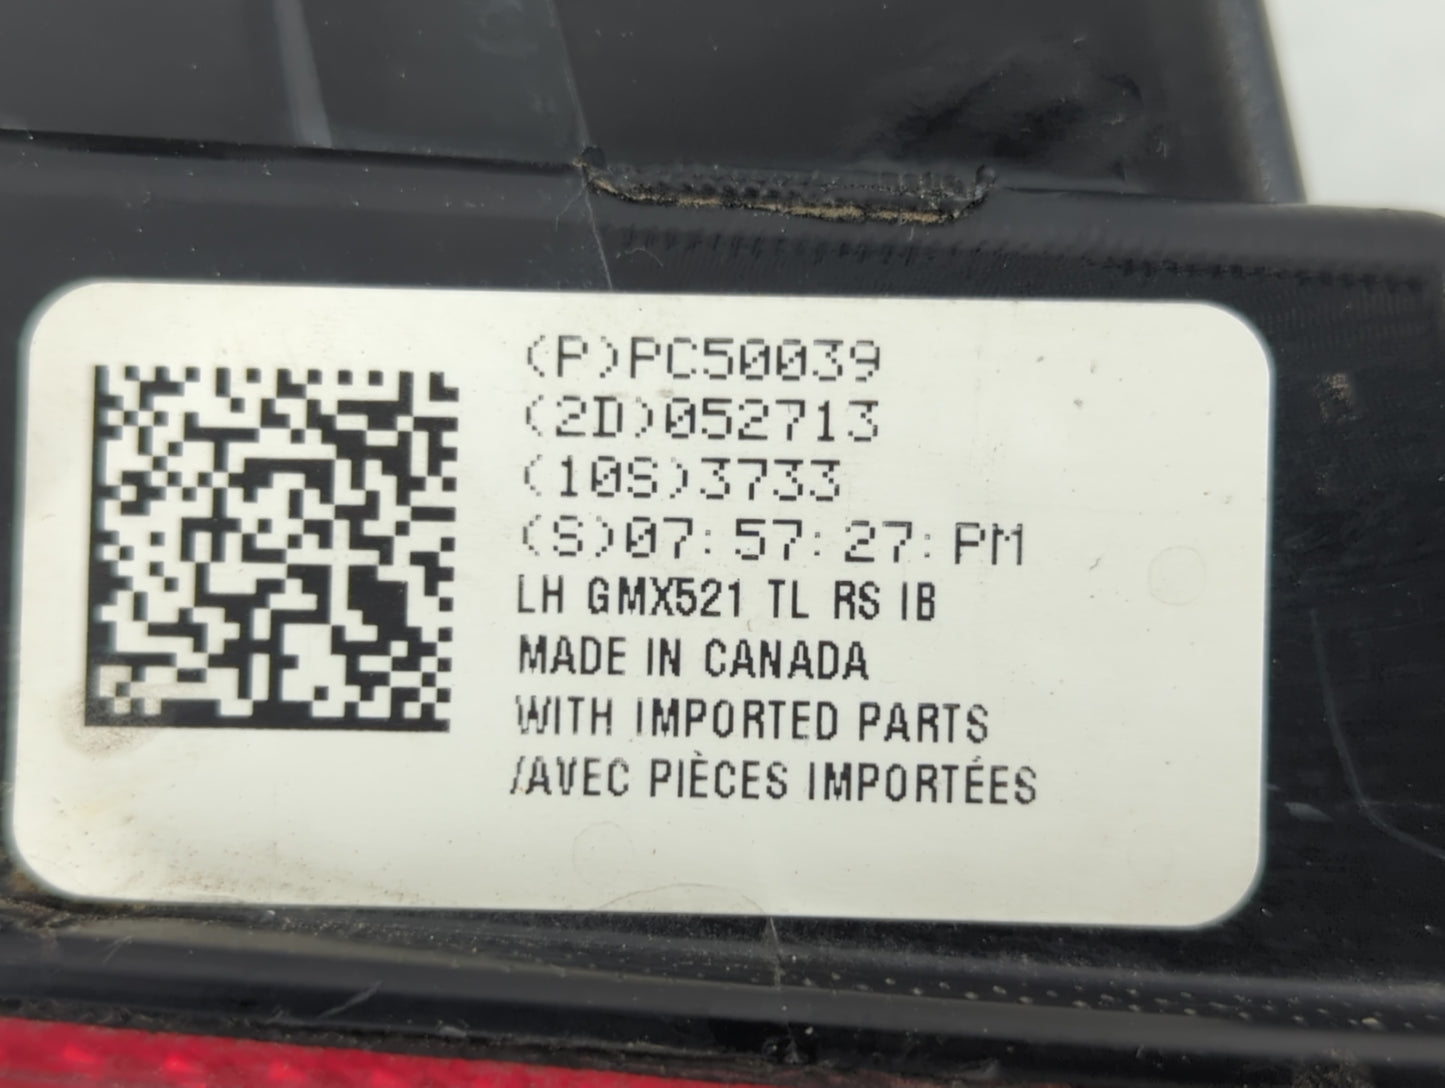 (P)PC50039
(2D)052713
(10S)3733
(S)07:57:27:PM
LH GMX521 TL RS IB
MADE IN CANADA
WITH IMPORTED PARTS
/AVEC PIÈCES IMPORTÉES